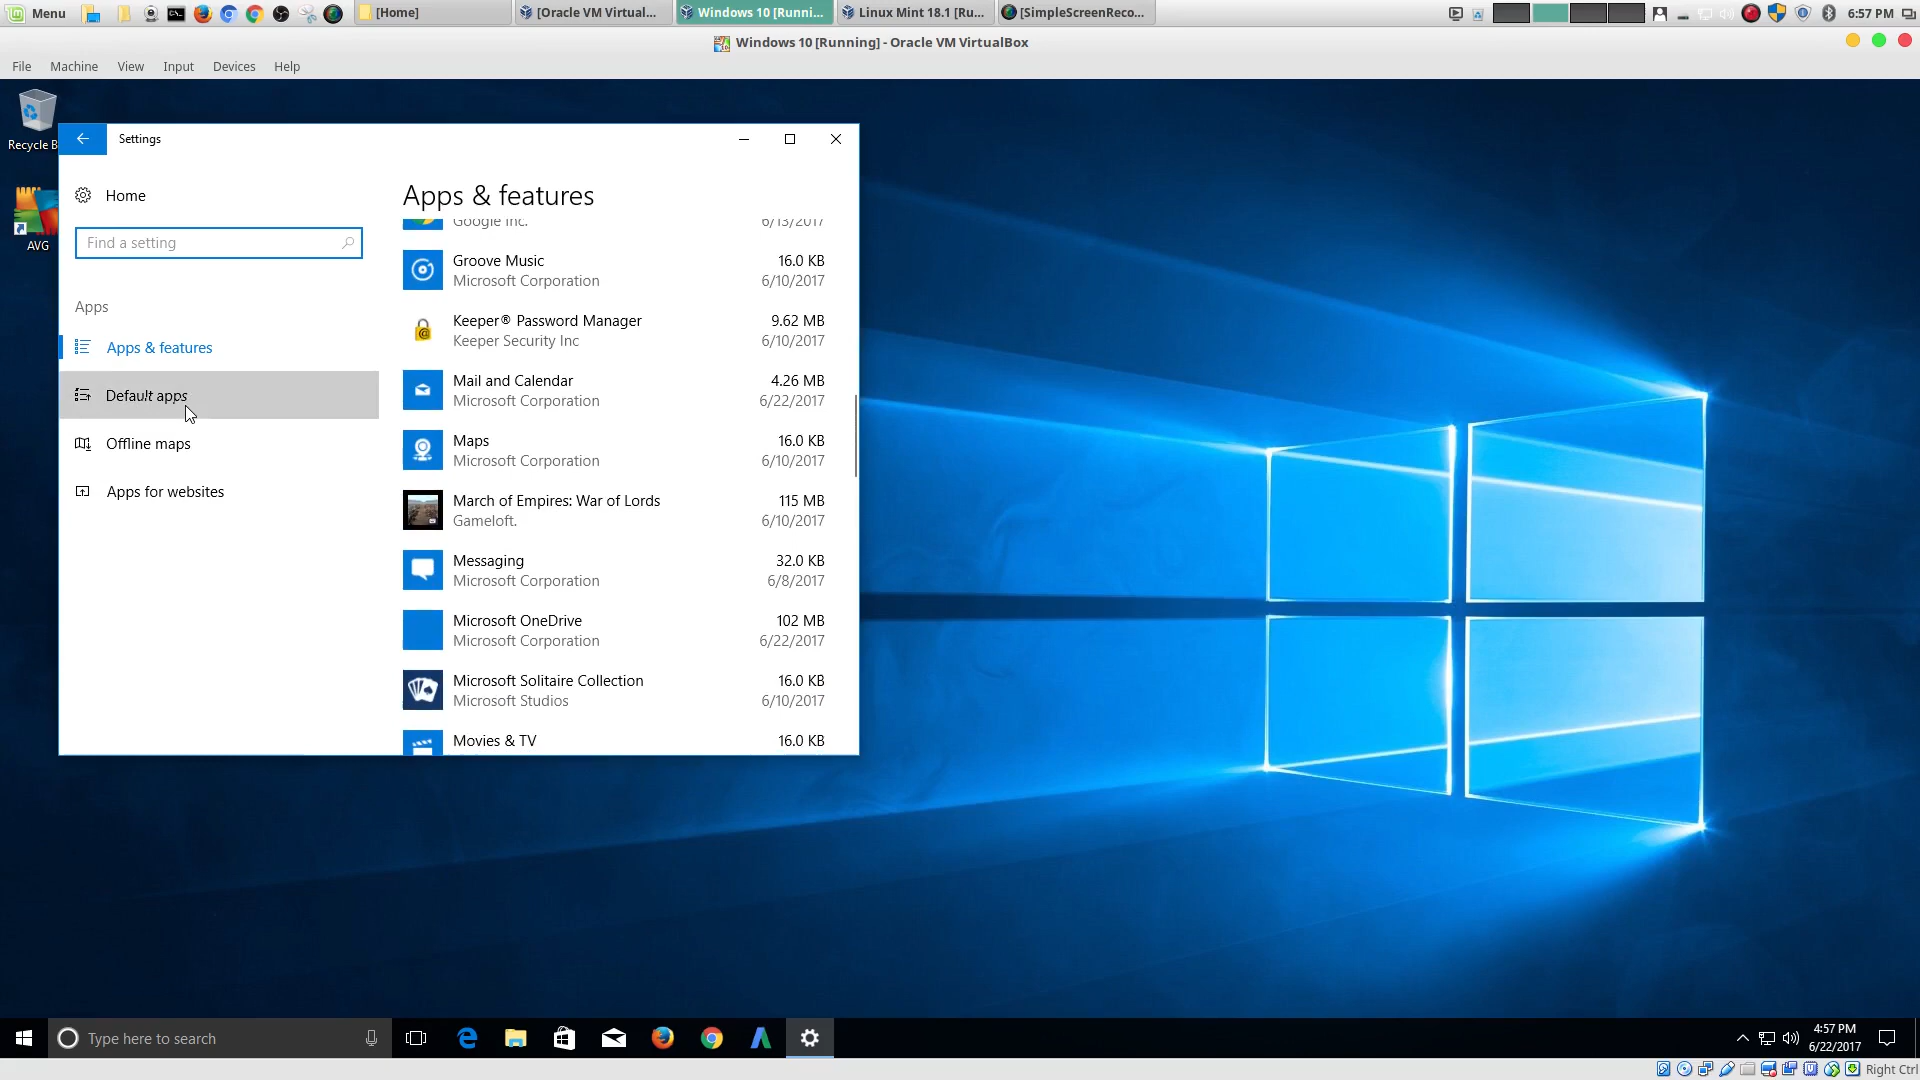 Menu
[Home]
[Oracle VM Virtual...
Windows 10 [Runni...
Linux Mint 18.1 [Ru...
[SimpleScreenReco...
6:57 PM
Windows 10 [Running] - Oracle VM VirtualBox
File Machine View Input Devices Help
Recycle B
AVG
Settings
Home
Find a setting
Apps
Apps & features
Default apps
Offline maps
Apps for websites
Apps & features
Google Inc. 6/13/2017
Groove Music 16.0 KB
Microsoft Corporation 6/10/2017
Keeper® Password Manager 9.62 MB
Keeper Security Inc 6/10/2017
Mail and Calendar 4.26 MB
Microsoft Corporation 6/22/2017
Maps 16.0 KB
Microsoft Corporation 6/10/2017
March of Empires: War of Lords 115 MB
Gameloft. 6/10/2017
Messaging 32.0 KB
Microsoft Corporation 6/8/2017
Microsoft OneDrive 102 MB
Microsoft Corporation 6/22/2017
Microsoft Solitaire Collection 16.0 KB
Microsoft Studios 6/10/2017
Movies & TV 16.0 KB
Type here to search
4:57 PM
6/22/2017
Right Ctrl